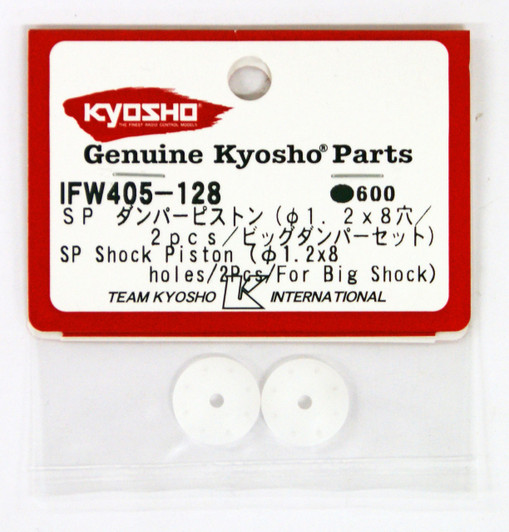 KYOSHO
THE FINEST RADIO CONTROL MODELS
Genuine Kyosho® Parts
IFW405-128 ●600
SP ダンパーピストン(φ1.2x8穴/
2pcs/ビッグダンパーセット)
SP Shock Piston (φ1.2x8
holes/2Pcs/For Big Shock)
TEAM KYOSHO K INTERNATIONAL